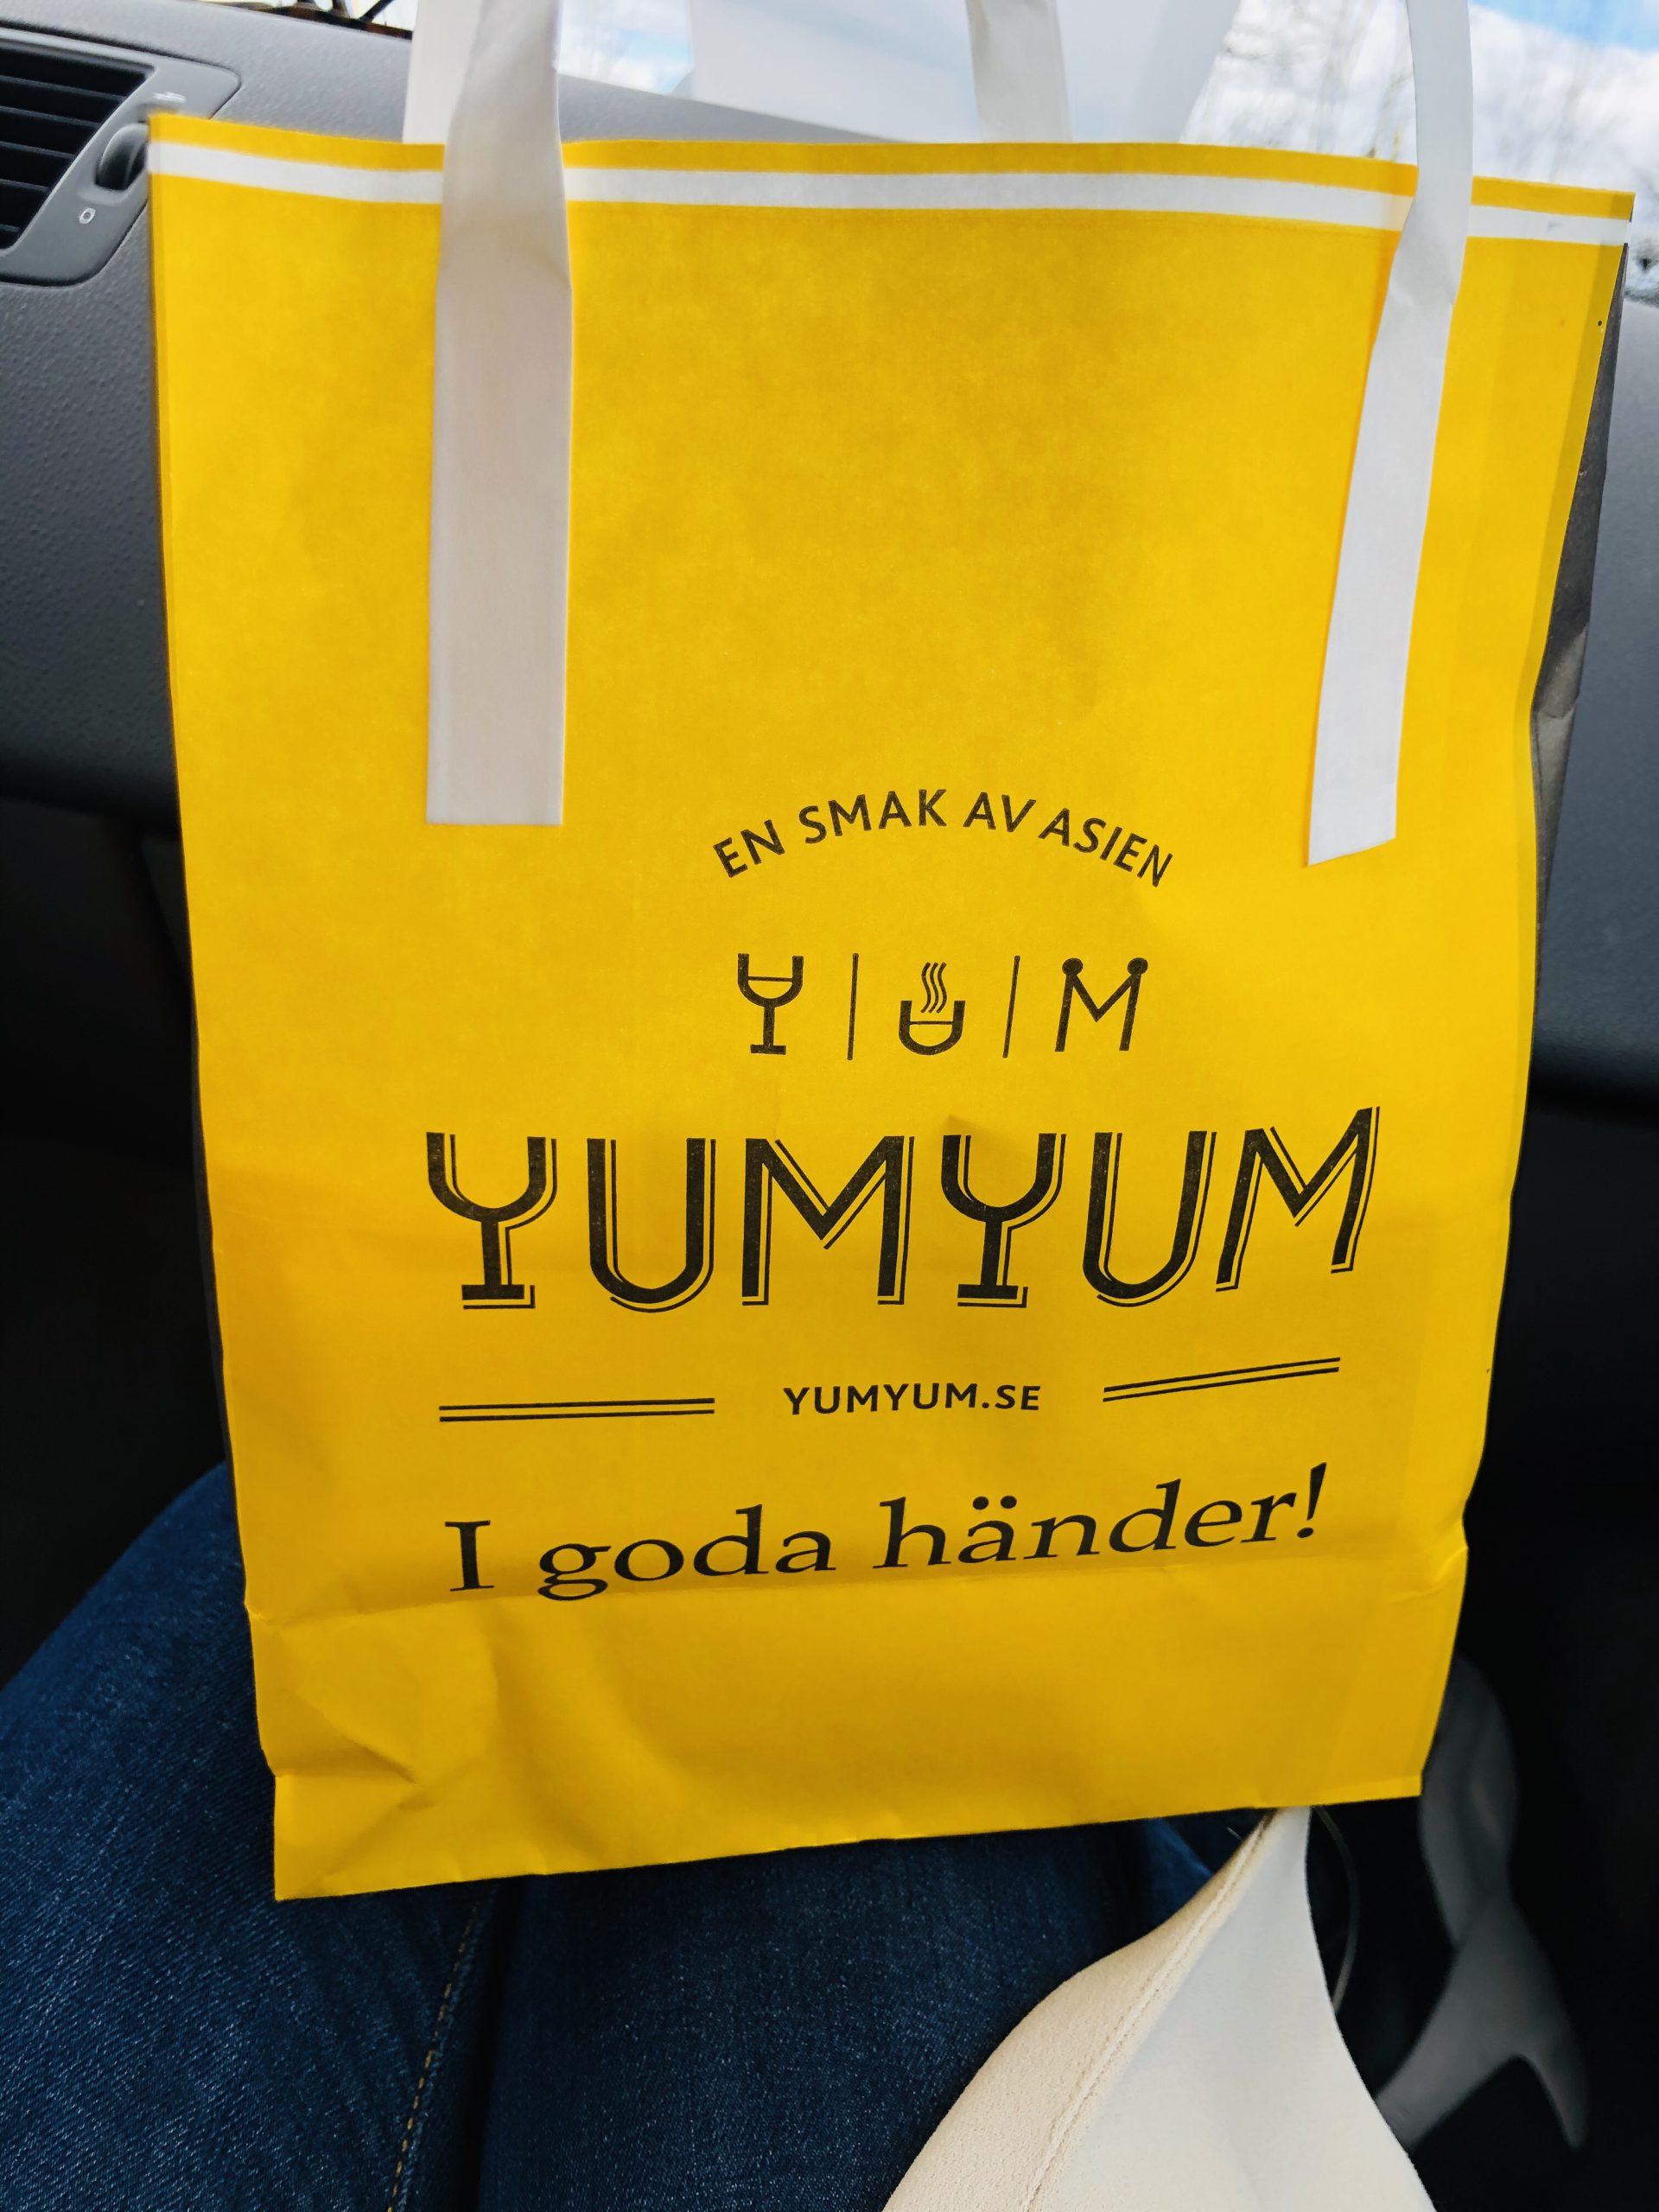 EN SMAK AV ASIEN
Y | U | M
YUMYUM
YUMYUM.SE
I goda händer!